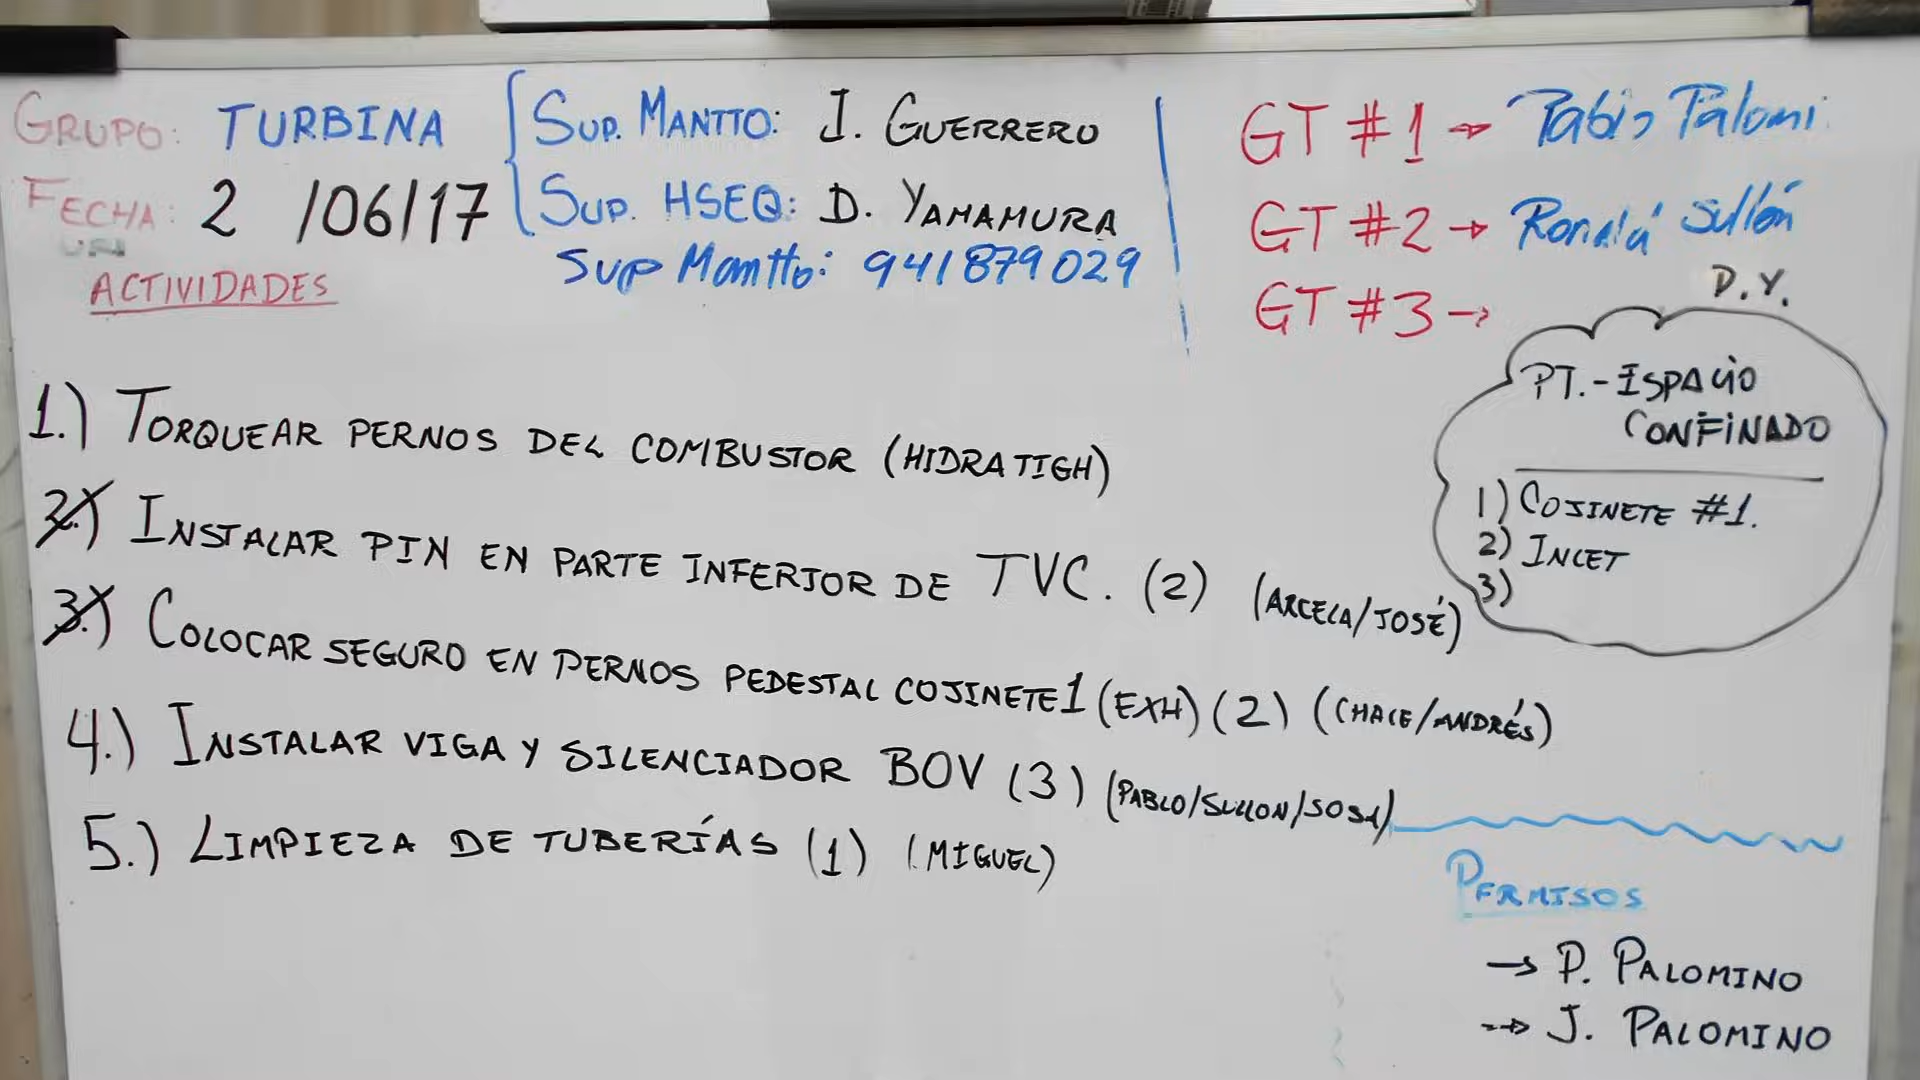 GRUPO: TURBINA
FECHA: 2 /06/17
SUP. MANTTO: J. GUERRERO
SUP. HSEQ: D. YAMAMURA
Sup Mantto: 941879029
GT #1 → Pablo Palomi
GT #2 → Ronald Sullón
GT #3 →
D.Y.
PT.-ESPACIO
CONFINADO
1) COJINETE #1.
2) INLET
3)
ACTIVIDADES
1.) TORQUEAR PERNOS DEL COMBUSTOR (HIDRATIGH)
2.) INSTALAR PIN EN PARTE INFERIOR DE TVC. (2) (ARCELA/JOSÉ)
3.) COLOCAR SEGURO EN PERNOS PEDESTAL COJINETE 1 (EXH) (2) (CHALE/ANDRÉS)
4.) INSTALAR VIGA Y SILENCIADOR BOV (3) (PABLO/SULLON/SOSA)
5.) LIMPIEZA DE TUBERÍAS (1) (MIGUEL)
PERMISOS
→ P. PALOMINO
→ J. PALOMINO